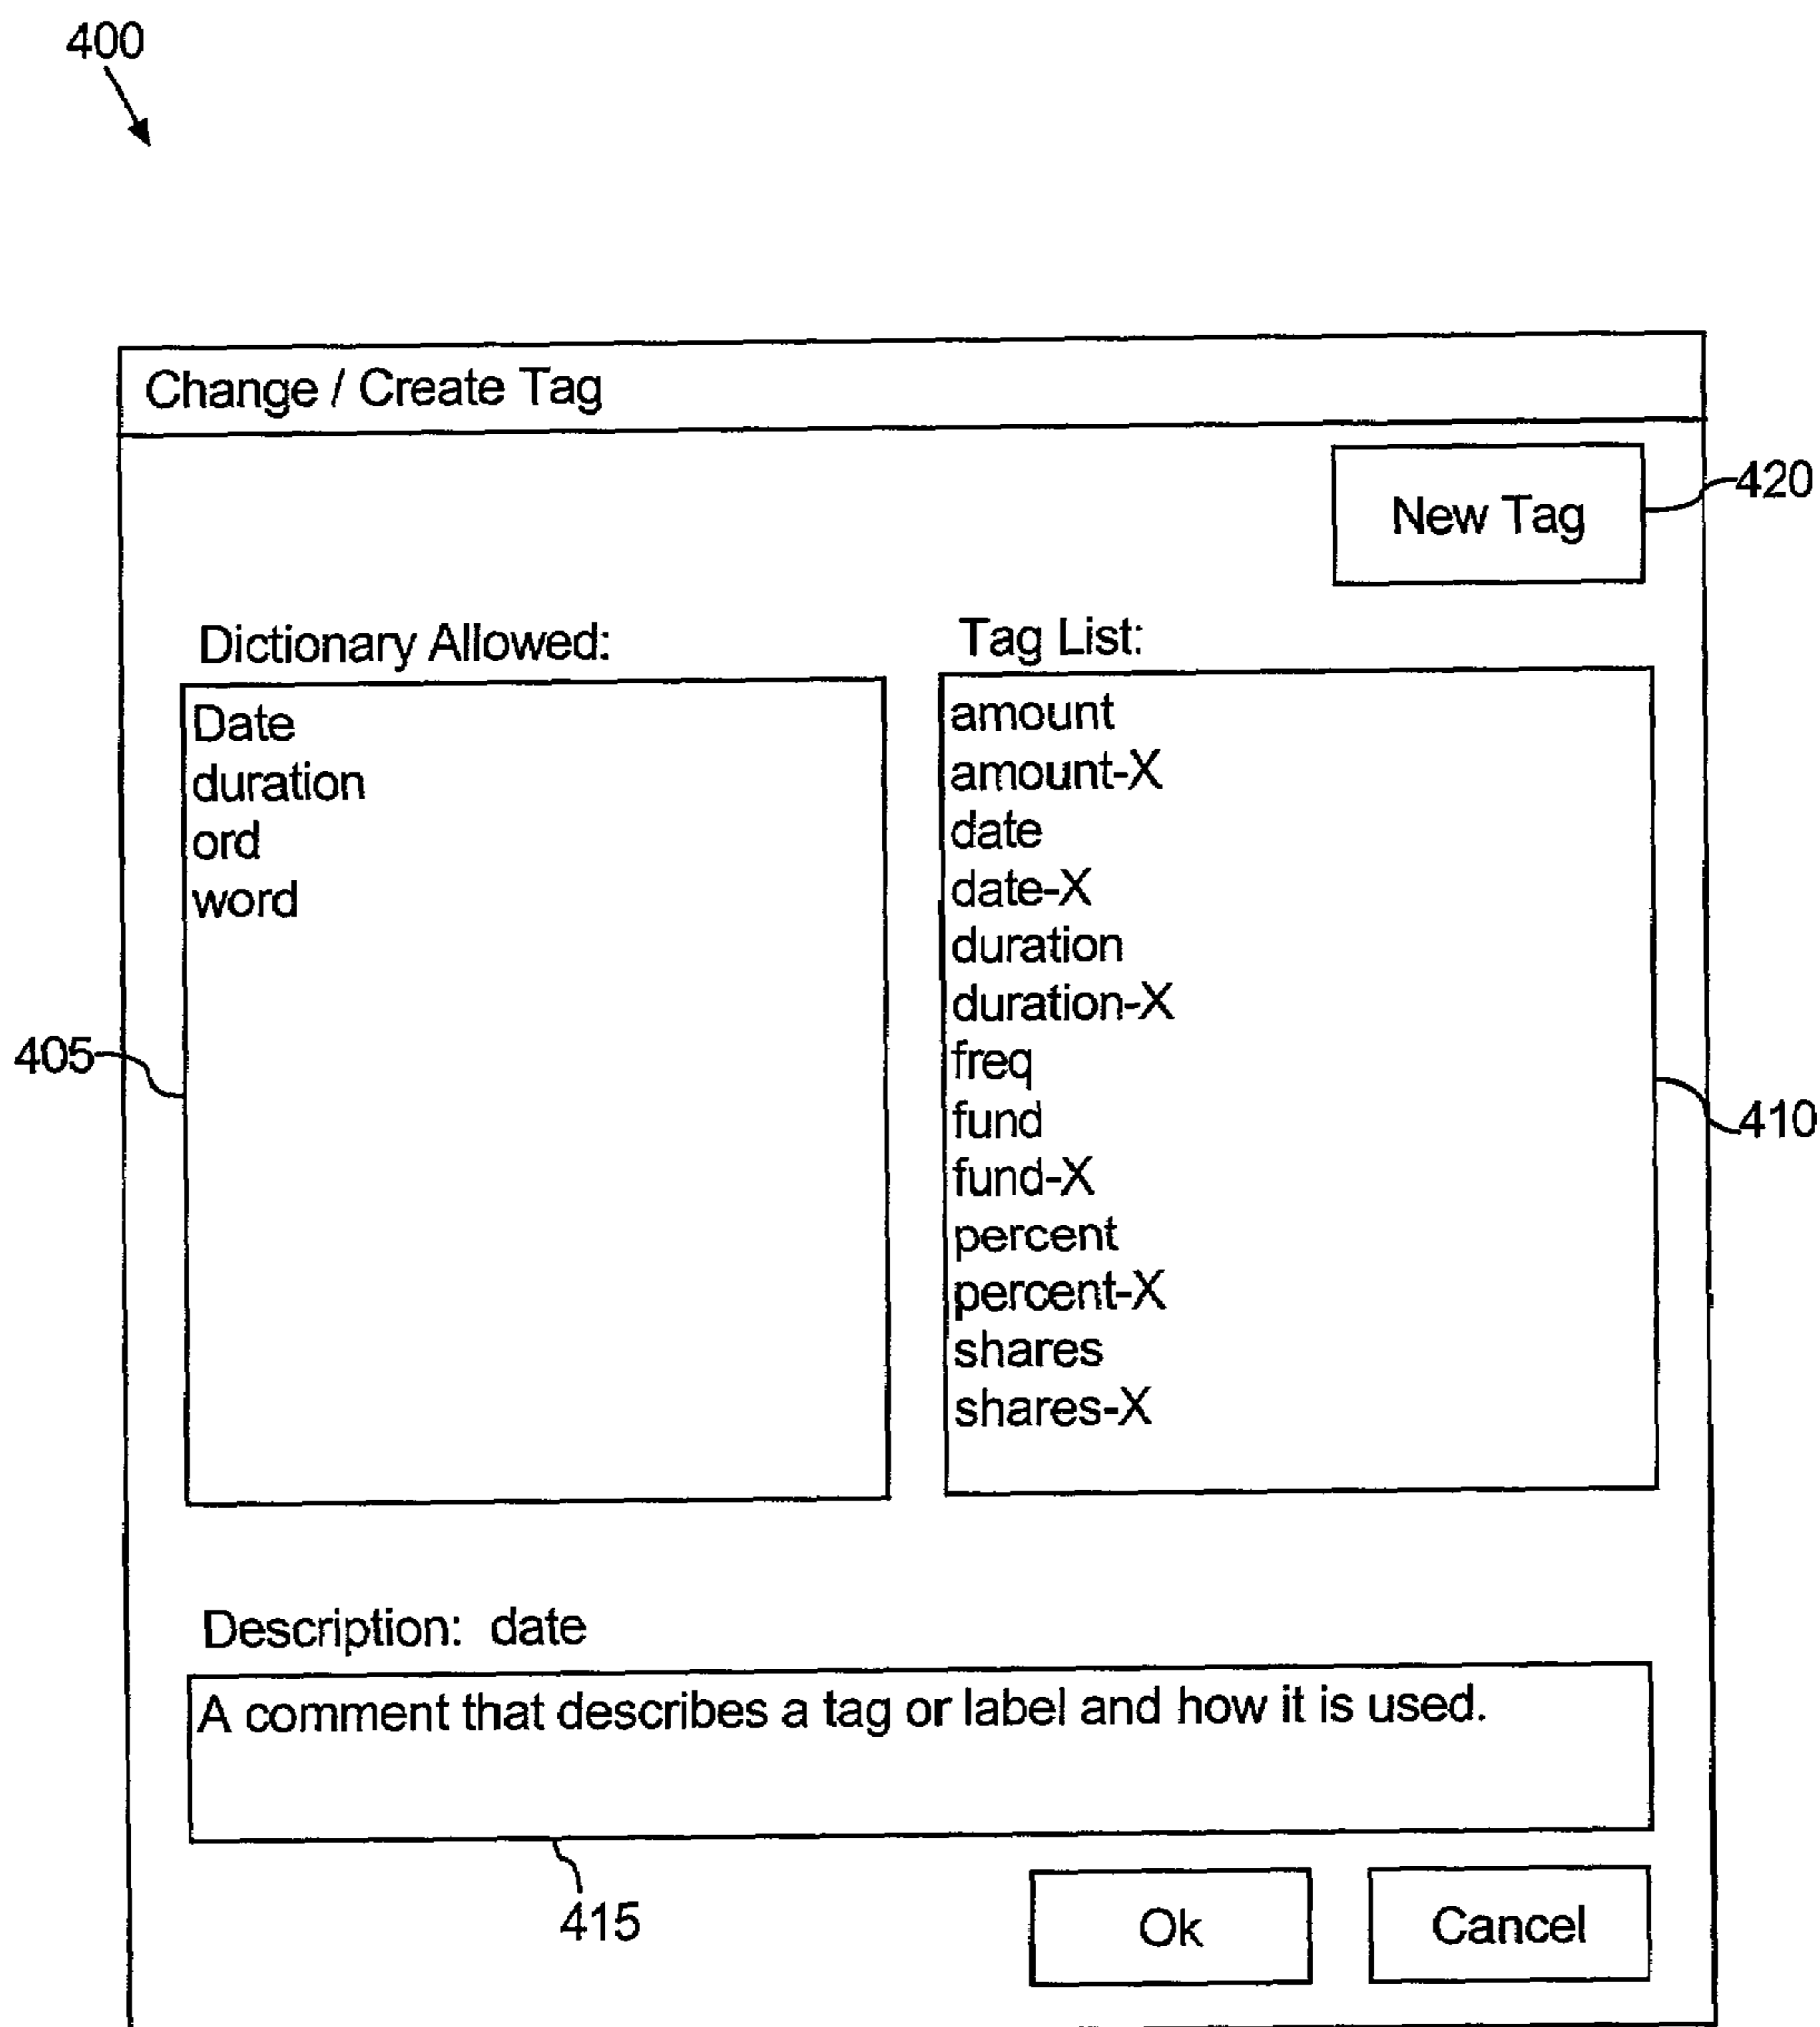 400
Change / Create Tag
New Tag
420
Dictionary Allowed:
Date
duration
ord
word
405
Tag List:
amount
amount-X
date
date-X
duration
duration-X
freq
fund
fund-X
percent
percent-X
shares
shares-X
410
Description: date
A comment that describes a tag or label and how it is used.
415
Ok
Cancel